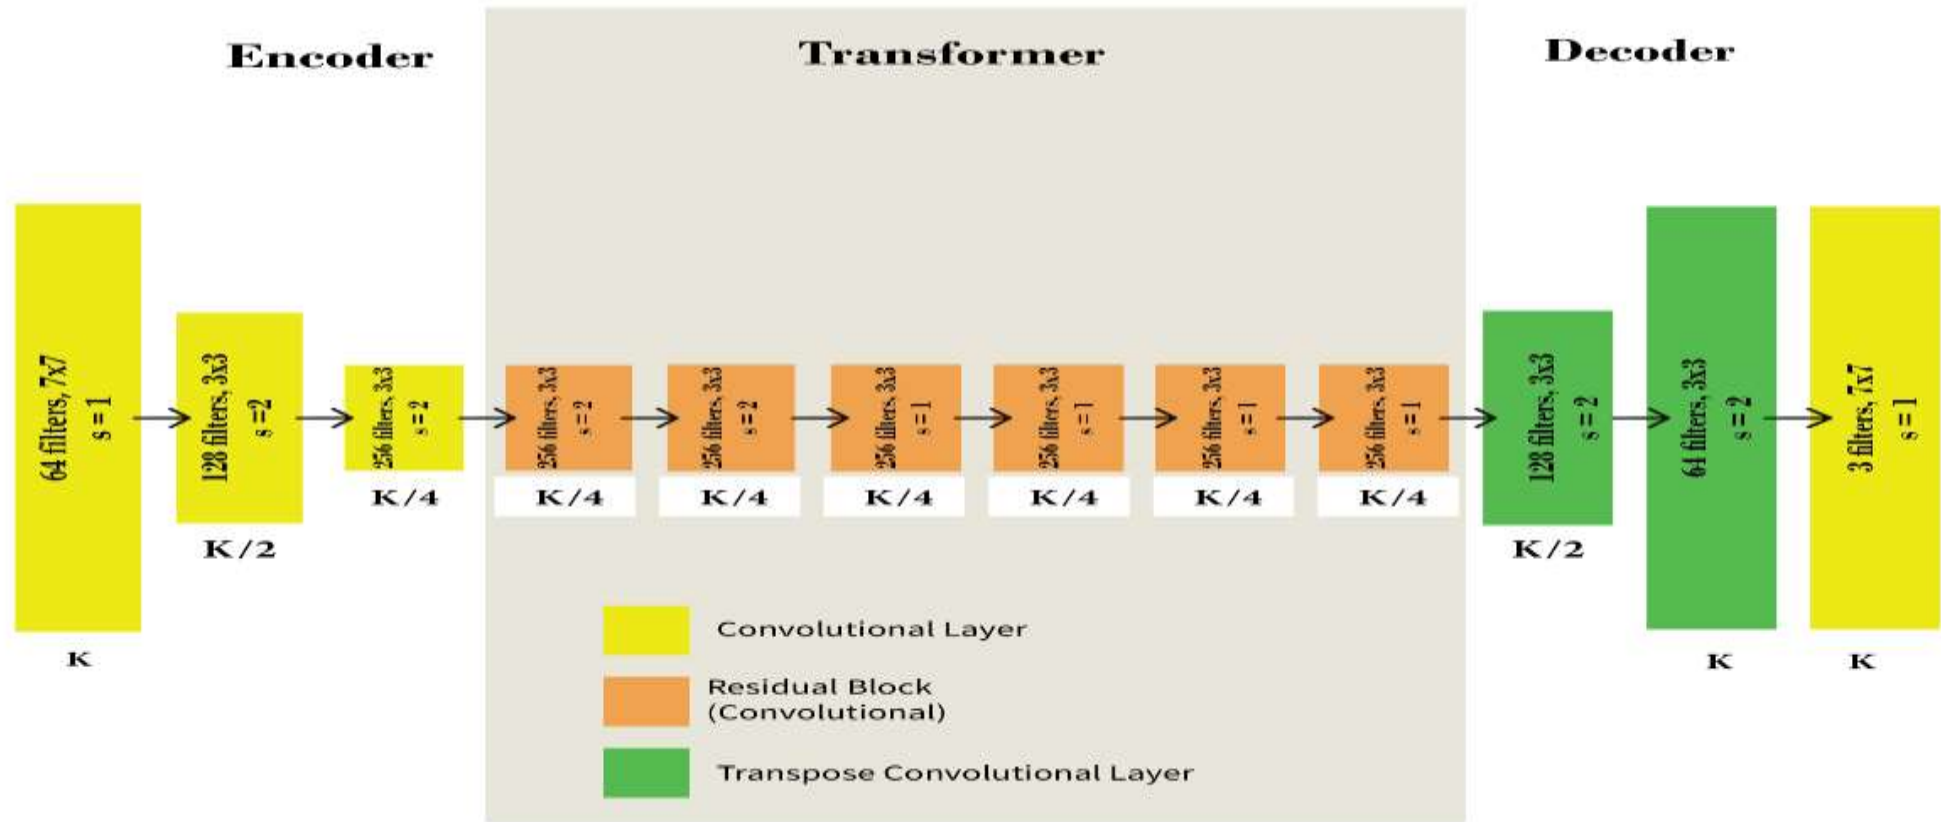 Encoder
Transformer
Decoder
64 filters, 7x7
s = 1
K
128 filters, 3x3
s =2
K/2
256 filters, 3x3
s = 2
K/4
256 filters, 3x3
s = 2
K/4
256 filters, 3x3
s = 2
K/4
256 filters, 3x3
s = 1
K/4
256 filters, 3x3
s = 1
K/4
256 filters, 3x3
s = 1
K/4
256 filters, 3x3
s = 1
K/4
128 filters, 3x3
s = 2
K/2
64 filters, 3x3
s = 2
K
3 filters, 7x7
s = 1
K
Convolutional Layer
Residual Block
(Convolutional)
Transpose Convolutional Layer